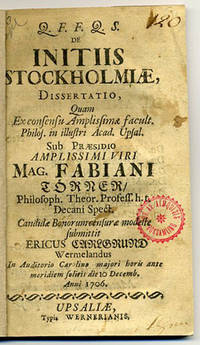 Q. F. F. Q. S.
120
DE
INITIIS
STOCKHOLMIÆ,
DISSERTATIO,
Quam
Ex consensu Amplissimæ facult.
Philos. in illustri Acad. Upsal.
Sub PRÆSIDIO
AMPLISSIMI VIRI
MAG. FABIANI
TÖRNER/
Philosoph. Theor. Profess. h. t.
Decani Spect.
Candidæ Bonorum censuræ modeste
submittit
ERICUS CARLGRUND
Wermelandus
In Auditorio Carolino majori horis ante
meridiem solitis die 10 Decemb.
Anni 1706.
UPSALIÆ,
Typis WERNERIANIS.